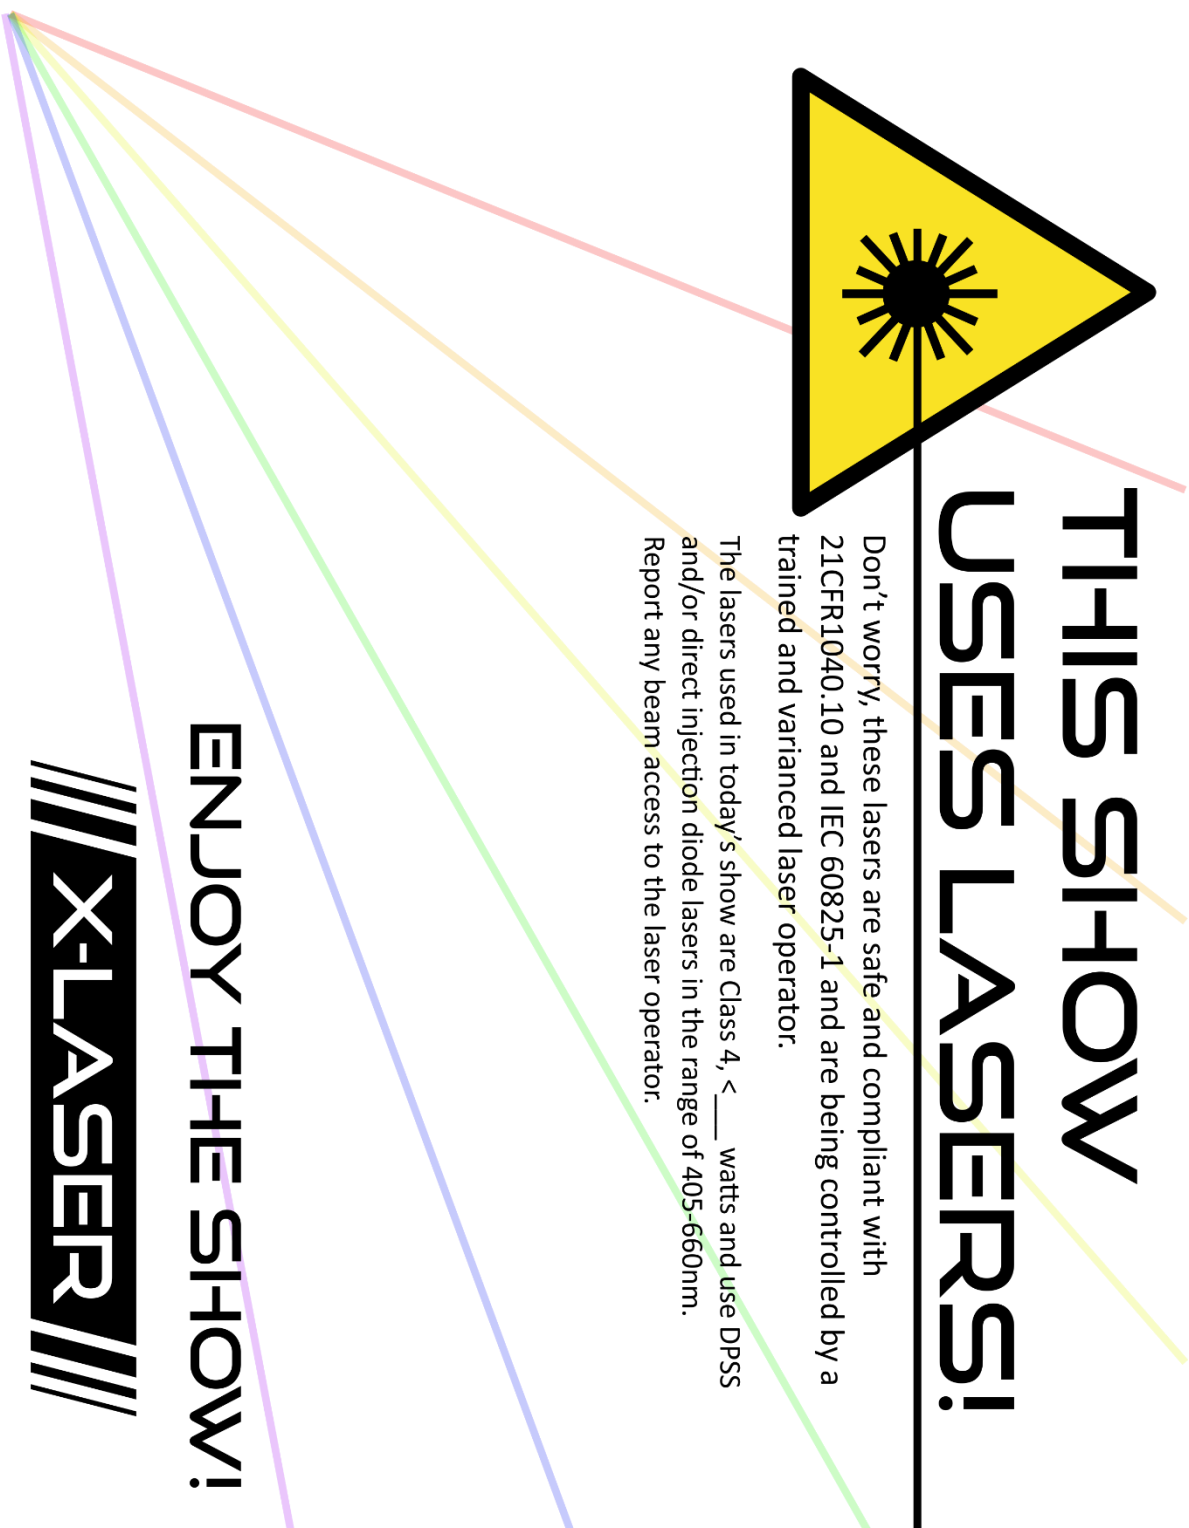 THIS SHOW
USES LASERS!
Don't worry, these lasers are safe and compliant with
21CFR1040.10 and IEC 60825-1 and are being controlled by a
trained and varianced laser operator.
The lasers used in today's show are Class 4, <____ watts and use DPSS
and/or direct injection diode lasers in the range of 405-660nm.
Report any beam access to the laser operator.
ENJOY THE SHOW!
X-LASER